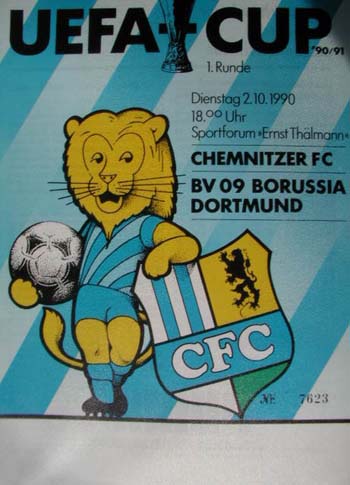 UEFA CUP
'90/91
1. Runde
Dienstag 2.10.1990
18.00 Uhr
Sportforum »Ernst Thälmann«
CHEMNITZER FC
BV 09 BORUSSIA
DORTMUND
CFC
№ 7623